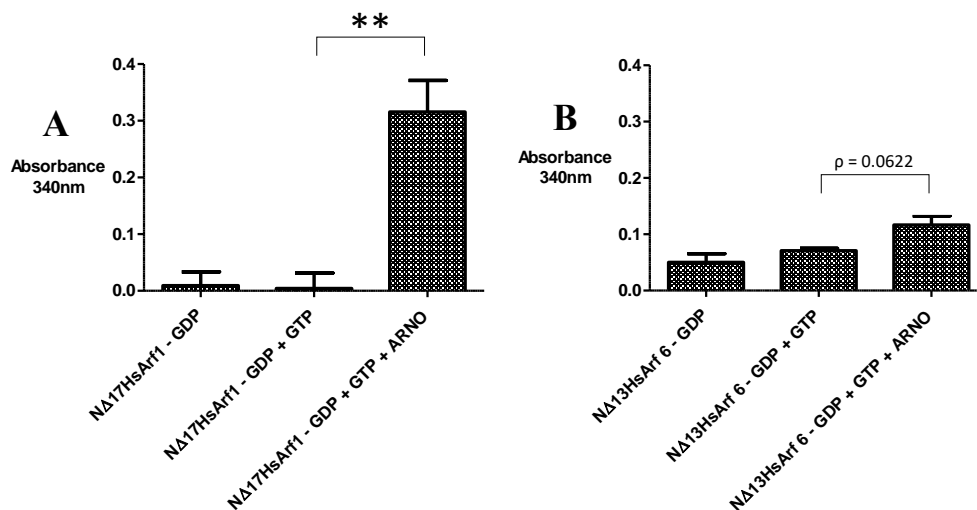 **
0.4
0.3
0.2
0.1
0.0
A
Absorbance
340nm
NΔ17HsArf1 - GDP
NΔ17HsArf1 - GDP + GTP
NΔ17HsArf1 - GDP + GTP + ARNO
0.4
0.3
0.2
0.1
0.0
B
Absorbance
340nm
ρ = 0.0622
NΔ13HsArf 6 - GDP
NΔ13HsArf 6 - GDP + GTP
NΔ13HsArf 6 - GDP + GTP + ARNO